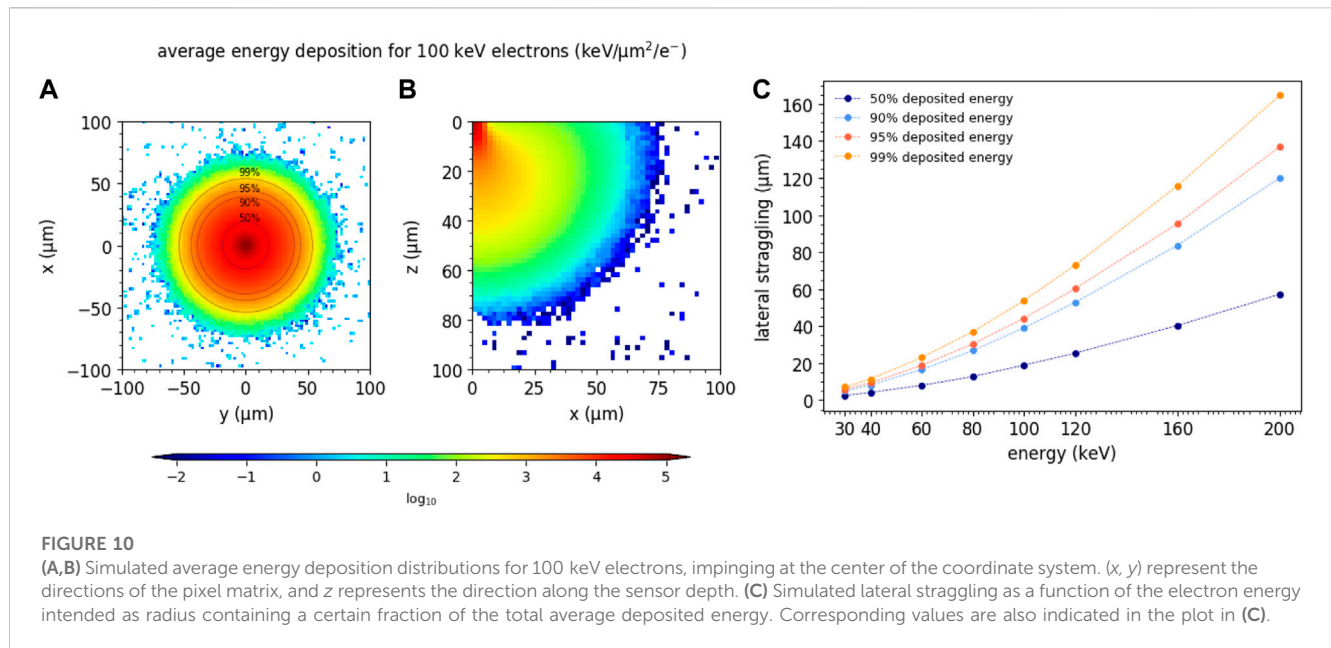 average energy deposition for 100 keV electrons (keV/μm²/e⁻)
A
100
50
0
−50
−100
x (μm)
99%
95%
90%
50%
−100
−50
0
50
100
y (μm)
B
0
20
40
60
80
100
z (μm)
0
25
50
75
100
x (μm)
C
160
140
120
100
80
60
40
20
0
lateral straggling (μm)
50% deposited energy
90% deposited energy
95% deposited energy
99% deposited energy
30 40 60 80 100 120 160 200
energy (keV)
−2 −1 0 1 2 3 4 5
log₁₀
FIGURE 10
(A,B) Simulated average energy deposition distributions for 100 keV electrons, impinging at the center of the coordinate system. (x, y) represent the
directions of the pixel matrix, and z represents the direction along the sensor depth. (C) Simulated lateral straggling as a function of the electron energy
intended as radius containing a certain fraction of the total average deposited energy. Corresponding values are also indicated in the plot in (C).